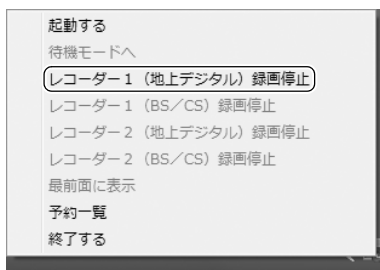 起動する
待機モードへ
レコーダー１（地上デジタル）録画停止
レコーダー１（BS／CS）録画停止
レコーダー２（地上デジタル）録画停止
レコーダー２（BS／CS）録画停止
最前面に表示
予約一覧
終了する